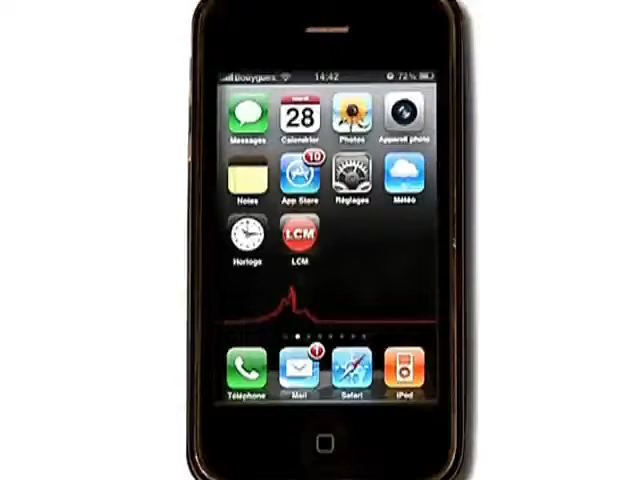 Bouygues 14:42 72%
28
Messages Calendrier Photos Appareil photo
10
Notes App Store Réglages Météo
LCM
Horloge LCM
1
Téléphone Mail Safari iPod